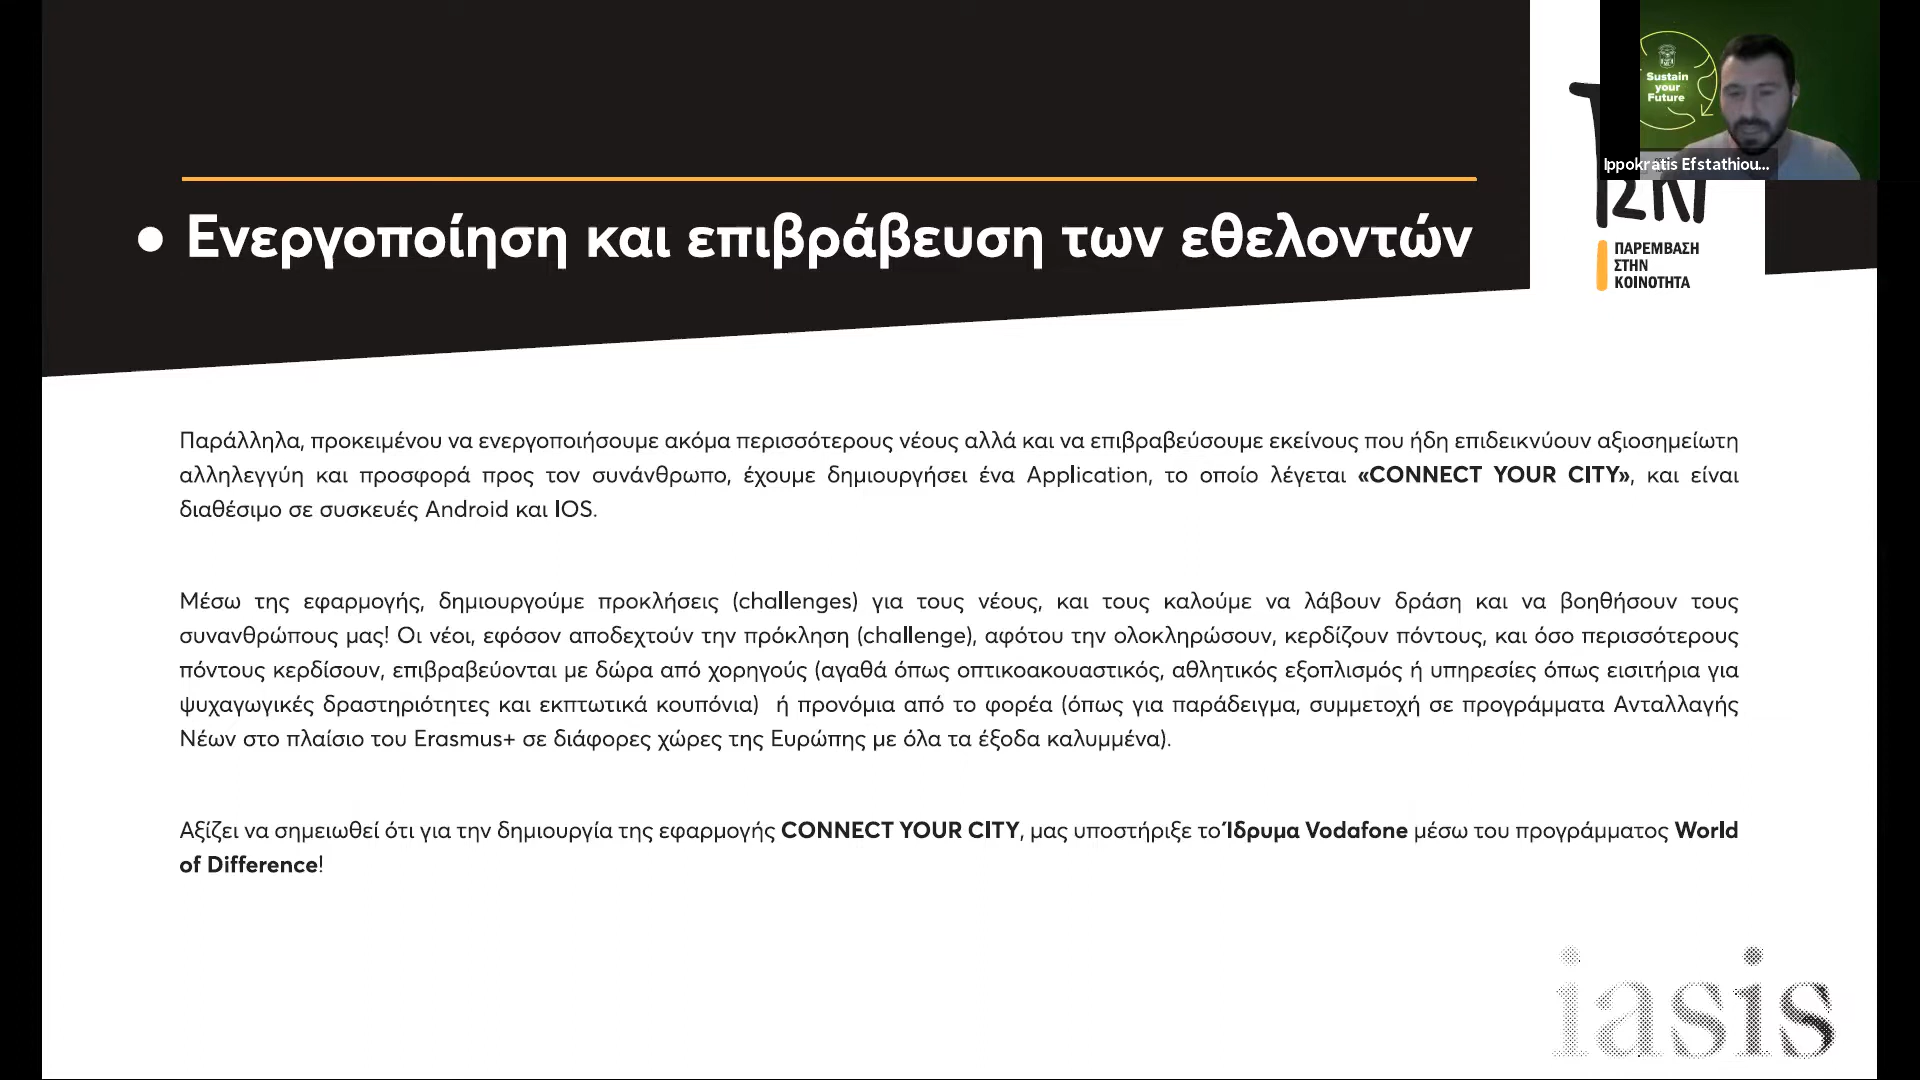 Sustain
your
Future
Ippokratis Efstathiou...
ΠΑΡΕΜΒΑΣΗ
ΣΤΗΝ
ΚΟΙΝΟΤΗΤΑ
● Ενεργοποίηση και επιβράβευση των εθελοντών
Παράλληλα, προκειμένου να ενεργοποιήσουμε ακόμα περισσότερους νέους αλλά και να επιβραβεύσουμε εκείνους που ήδη επιδεικνύουν αξιοσημείωτη
αλληλεγγύη και προσφορά προς τον συνάνθρωπο, έχουμε δημιουργήσει ένα Application, το οποίο λέγεται «CONNECT YOUR CITY», και είναι
διαθέσιμο σε συσκευές Android και IOS.
Μέσω της εφαρμογής, δημιουργούμε προκλήσεις (challenges) για τους νέους, και τους καλούμε να λάβουν δράση και να βοηθήσουν τους
συνανθρώπους μας! Οι νέοι, εφόσον αποδεχτούν την πρόκληση (challenge), αφότου την ολοκληρώσουν, κερδίζουν πόντους, και όσο περισσότερους
πόντους κερδίσουν, επιβραβεύονται με δώρα από χορηγούς (αγαθά όπως οπτικοακουαστικός, αθλητικός εξοπλισμός ή υπηρεσίες όπως εισιτήρια για
ψυχαγωγικές δραστηριότητες και εκπτωτικά κουπόνια) ή προνόμια από το φορέα (όπως για παράδειγμα, συμμετοχή σε προγράμματα Ανταλλαγής
Νέων στο πλαίσιο του Erasmus+ σε διάφορες χώρες της Ευρώπης με όλα τα έξοδα καλυμμένα).
Αξίζει να σημειωθεί ότι για την δημιουργία της εφαρμογής CONNECT YOUR CITY, μας υποστήριξε το Ίδρυμα Vodafone μέσω του προγράμματος World
of Difference!
iasis